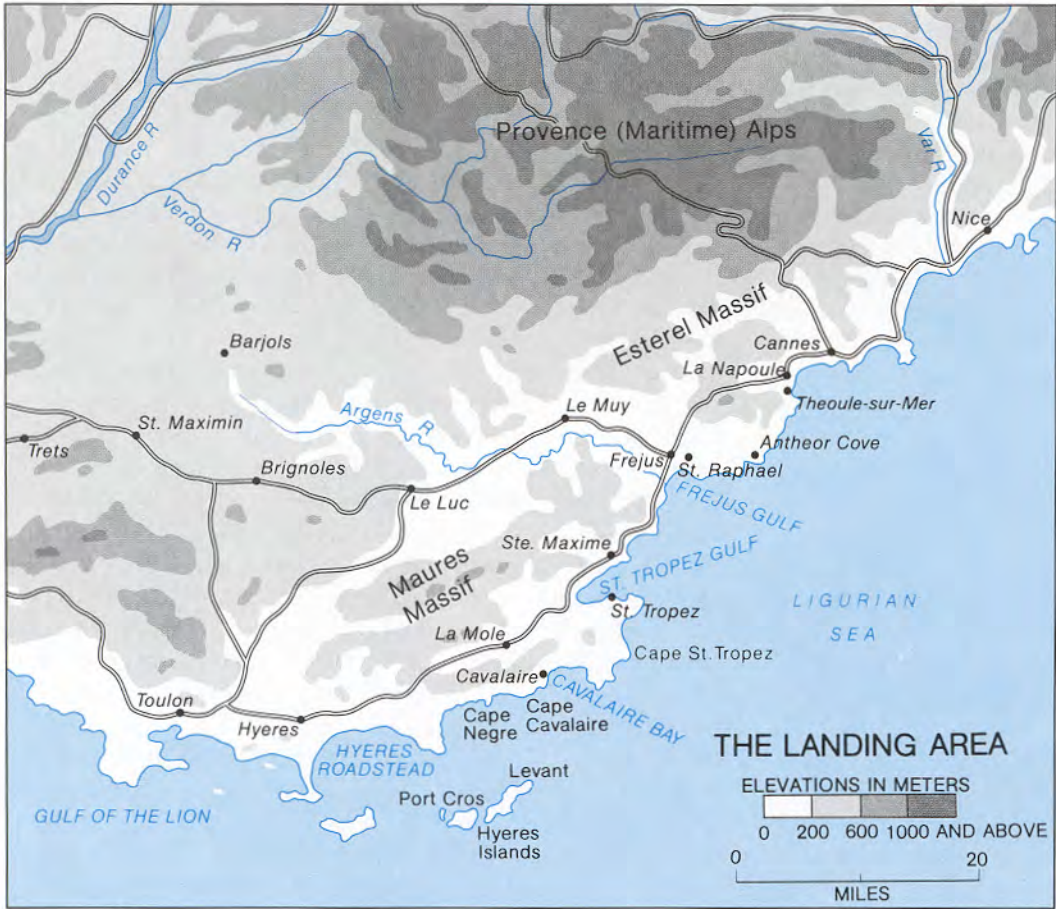 Provence (Maritime) Alps
Durance R
Verdon R
Var R
Nice
Esterel Massif
Barjols
Cannes
La Napoule
Theoule-sur-Mer
Argens R
Le Muy
St. Maximin
Antheor Cove
Trets
Frejus
St. Raphael
Brignoles
Le Luc
FREJUS GULF
Ste. Maxime
ST. TROPEZ GULF
Maures
Massif
St. Tropez
LIGURIAN
SEA
La Mole
Cape St. Tropez
Cavalaire
CAVALAIRE BAY
Toulon
Hyeres
Cape
Negre
Cape
Cavalaire
HYERES
ROADSTEAD
Levant
Port Cros
Hyeres
Islands
GULF OF THE LION
THE LANDING AREA
ELEVATIONS IN METERS
0 200 600 1000 AND ABOVE
0 20
MILES